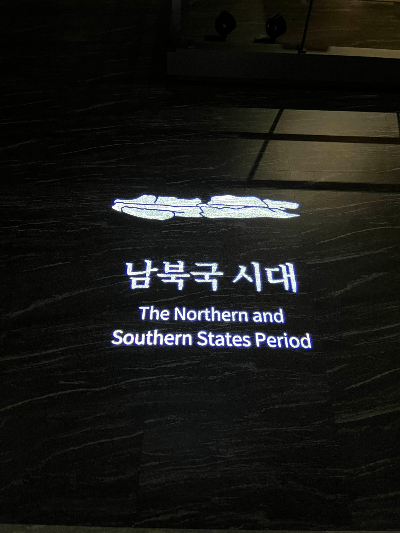 남북국 시대
The Northern and
Southern States Period